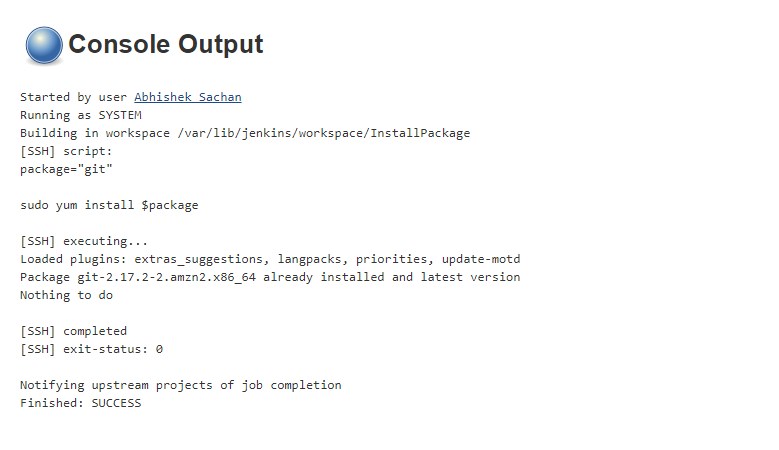 Console Output
Started by user Abhishek Sachan
Running as SYSTEM
Building in workspace /var/lib/jenkins/workspace/InstallPackage
[SSH] script:
package="git"
sudo yum install $package
[SSH] executing...
Loaded plugins: extras_suggestions, langpacks, priorities, update-motd
Package git-2.17.2-2.amzn2.x86_64 already installed and latest version
Nothing to do
[SSH] completed
[SSH] exit-status: 0
Notifying upstream projects of job completion
Finished: SUCCESS